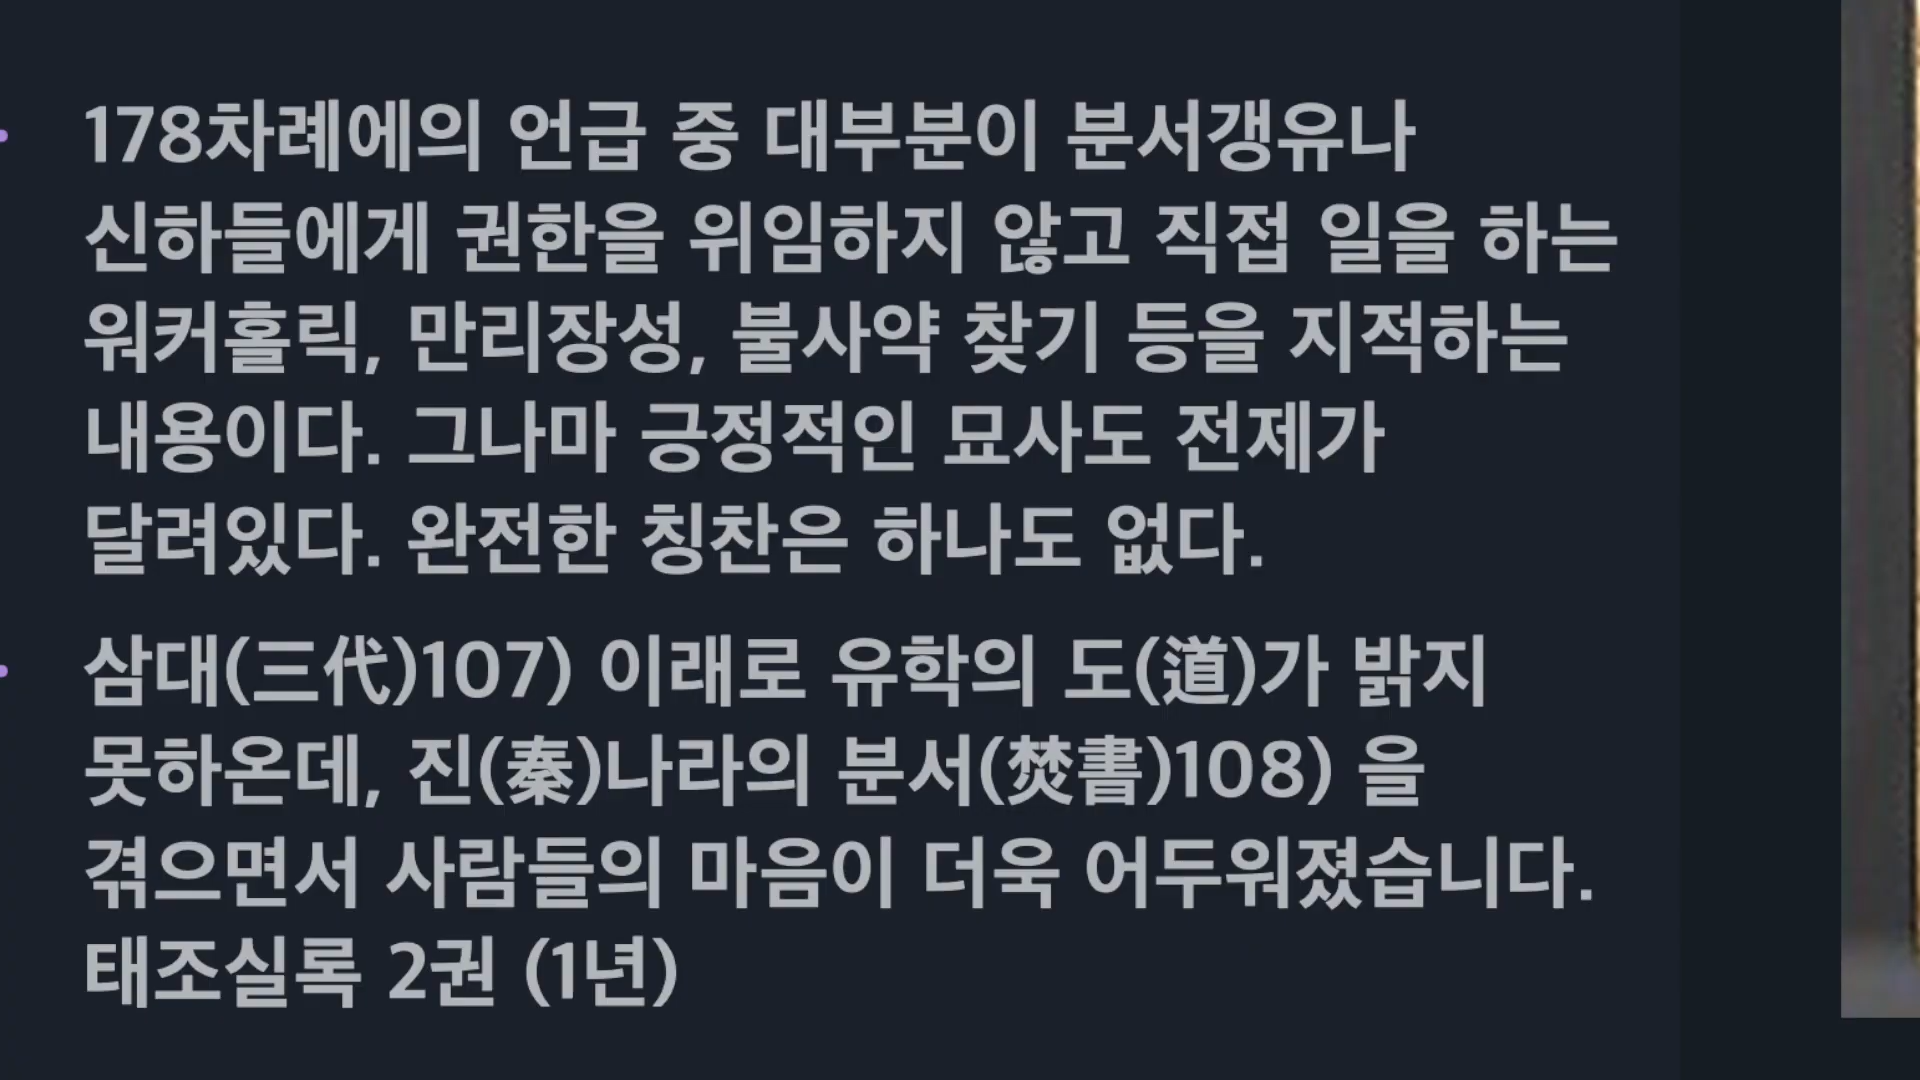 178차례에의 언급 중 대부분이 분서갱유나
신하들에게 권한을 위임하지 않고 직접 일을 하는
워커홀릭, 만리장성, 불사약 찾기 등을 지적하는
내용이다. 그나마 긍정적인 묘사도 전제가
달려있다. 완전한 칭찬은 하나도 없다.
삼대(三代)107) 이래로 유학의 도(道)가 밝지
못하온데, 진(秦)나라의 분서(焚書)108) 을
겪으면서 사람들의 마음이 더욱 어두워졌습니다.
태조실록 2권 (1년)